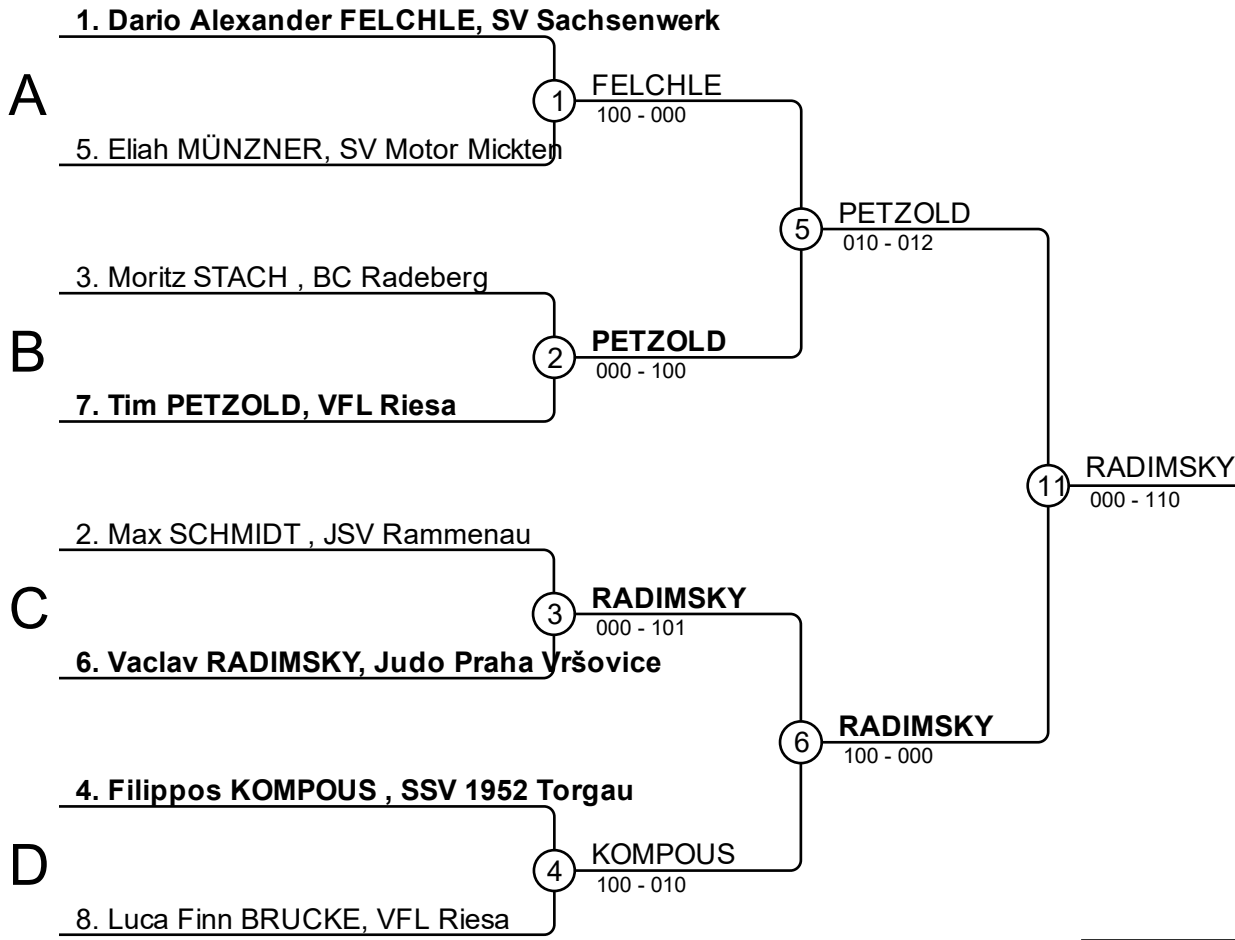 1. Dario Alexander FELCHLE, SV Sachsenwerk
A
1
FELCHLE
100 - 000
5. Eliah MÜNZNER, SV Motor Mickten
5
PETZOLD
010 - 012
3. Moritz STACH , BC Radeberg
B
2
PETZOLD
000 - 100
7. Tim PETZOLD, VFL Riesa
11
RADIMSKY
000 - 110
2. Max SCHMIDT , JSV Rammenau
C
3
RADIMSKY
000 - 101
6. Vaclav RADIMSKY, Judo Praha Vršovice
6
RADIMSKY
100 - 000
4. Filippos KOMPOUS , SSV 1952 Torgau
D
4
KOMPOUS
100 - 010
8. Luca Finn BRUCKE, VFL Riesa